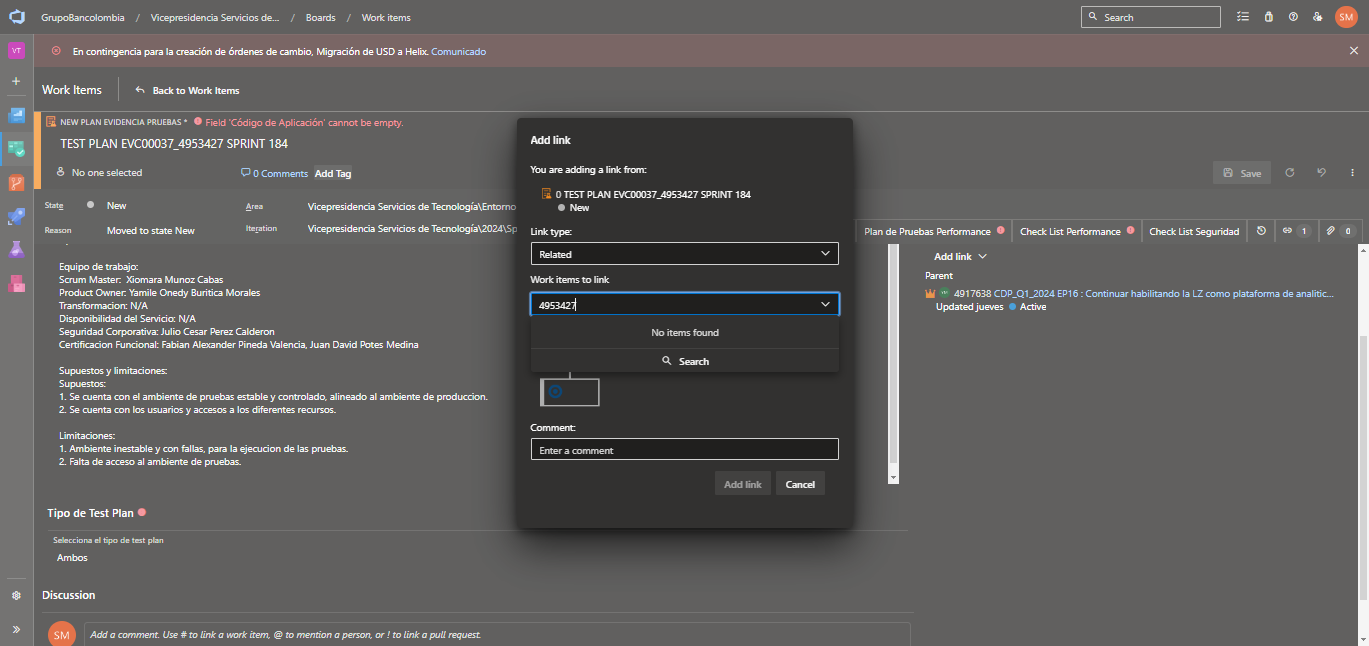 GrupoBancolombia / Vicepresidencia Servicios de... / Boards / Work items
Search
SM
VT
En contingencia para la creación de órdenes de cambio, Migración de USD a Helix. Comunicado
Work Items
Back to Work Items
NEW PLAN EVIDENCIA PRUEBAS * Field 'Código de Aplicación' cannot be empty.
TEST PLAN EVC00037_4953427 SPRINT 184
No one selected
0 Comments
Add Tag
Save
State
New
Area
Vicepresidencia Servicios de Tecnología\Entorno
Reason
Moved to state New
Iteration
Vicepresidencia Servicios de Tecnología\2024\Sp
Plan de Pruebas Performance
Check List Performance
Check List Seguridad
1
0
Equipo de trabajo:
Scrum Master: Xiomara Munoz Cabas
Product Owner: Yamile Onedy Buritica Morales
Transformacion: N/A
Disponibilidad del Servicio: N/A
Seguridad Corporativa: Julio Cesar Perez Calderon
Certificacion Funcional: Fabian Alexander Pineda Valencia, Juan David Potes Medina
Supuestos y limitaciones:
Supuestos:
1. Se cuenta con el ambiente de pruebas estable y controlado, alineado al ambiente de produccion.
2. Se cuenta con los usuarios y accesos a los diferentes recursos.
Limitaciones:
1. Ambiente inestable y con fallas, para la ejecucion de las pruebas.
2. Falta de acceso al ambiente de pruebas.
Tipo de Test Plan
Selecciona el tipo de test plan
Ambos
Discussion
SM
Add a comment. Use # to link a work item, @ to mention a person, or ! to link a pull request.
Add link
You are adding a link from:
0 TEST PLAN EVC00037_4953427 SPRINT 184
New
Link type:
Related
Work items to link
4953427
No items found
Search
Comment:
Enter a comment
Add link
Cancel
Add link
Parent
4917638 CDP_Q1_2024 EP16 : Continuar habilitando la LZ como plataforma de analitic...
Updated jueves
Active